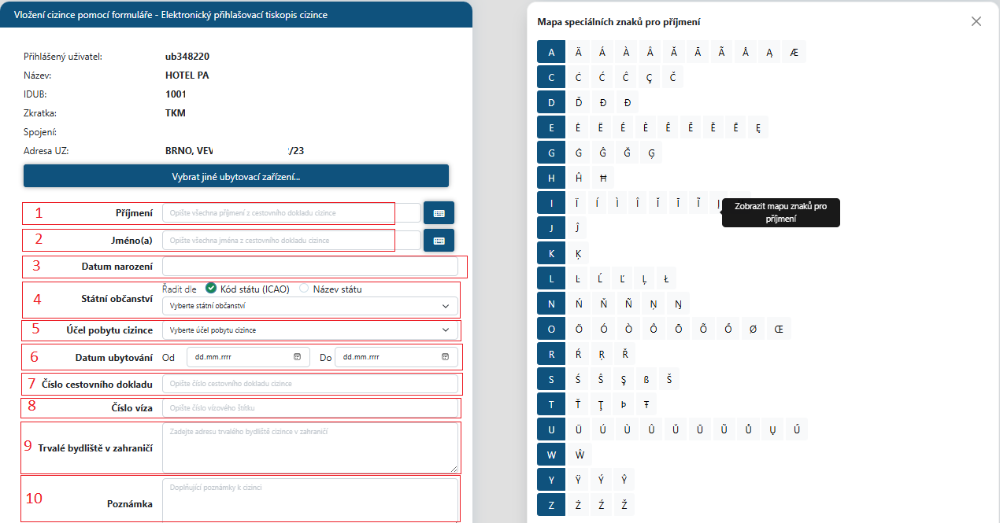 Vložení cizince pomocí formuláře - Elektronický přihlašovací tiskopis cizince
Přihlášený uživatel: ub348220
Název: HOTEL PA
IDUB: 1001
Zkratka: TKM
Spojení:
Adresa UZ: BRNO, VEV /23
Vybrat jiné ubytovací zařízení...
1 Příjmení Opište všechna příjmení z cestovního dokladu cizince
2 Jméno(a) Opište všechna jména z cestovního dokladu cizince
3 Datum narození
4 Státní občanství Řadit dle Kód státu (ICAO) Název státu
Vyberte státní občanství
5 Účel pobytu cizince Vyberte účel pobytu cizince
6 Datum ubytování Od dd.mm.rrrr Do dd.mm.rrrr
7 Číslo cestovního dokladu Opište číslo cestovního dokladu cizince
8 Číslo víza Opište číslo vízového štítku
9 Trvalé bydliště v zahraničí Zadejte adresu trvalého bydliště cizince v zahraničí
10 Poznámka Doplňující poznámky k cizinci
Mapa speciálních znaků pro příjmení
A Ä Á À Â Ă Ā Ã Å Ą Æ
C Ċ Ć Ĉ Ç Č
D Ď Đ Ð
E Ė Ë É È Ê Ě Ĕ Ē Ę
G Ġ Ĝ Ğ Ģ
H Ĥ Ħ
I Ï Í Ì Î Ĭ Ī Ĩ
Zobrazit mapu znaků pro
příjmení
J Ĵ
K Ķ
L Ŀ Ĺ Ľ Ļ Ł
N Ń Ň Ñ Ņ Ŋ
O Ö Ó Ò Ô Ō Õ Ő Ø Œ
R Ŕ Ŗ Ř
S Ś Ŝ Ş ß Š
T Ť Ţ Þ Ŧ
U Ü Ú Ù Û Ŭ Ū Ũ Ů Ų Ű
W Ŵ
Y Ÿ Ý Ŷ
Z Ż Ź Ž